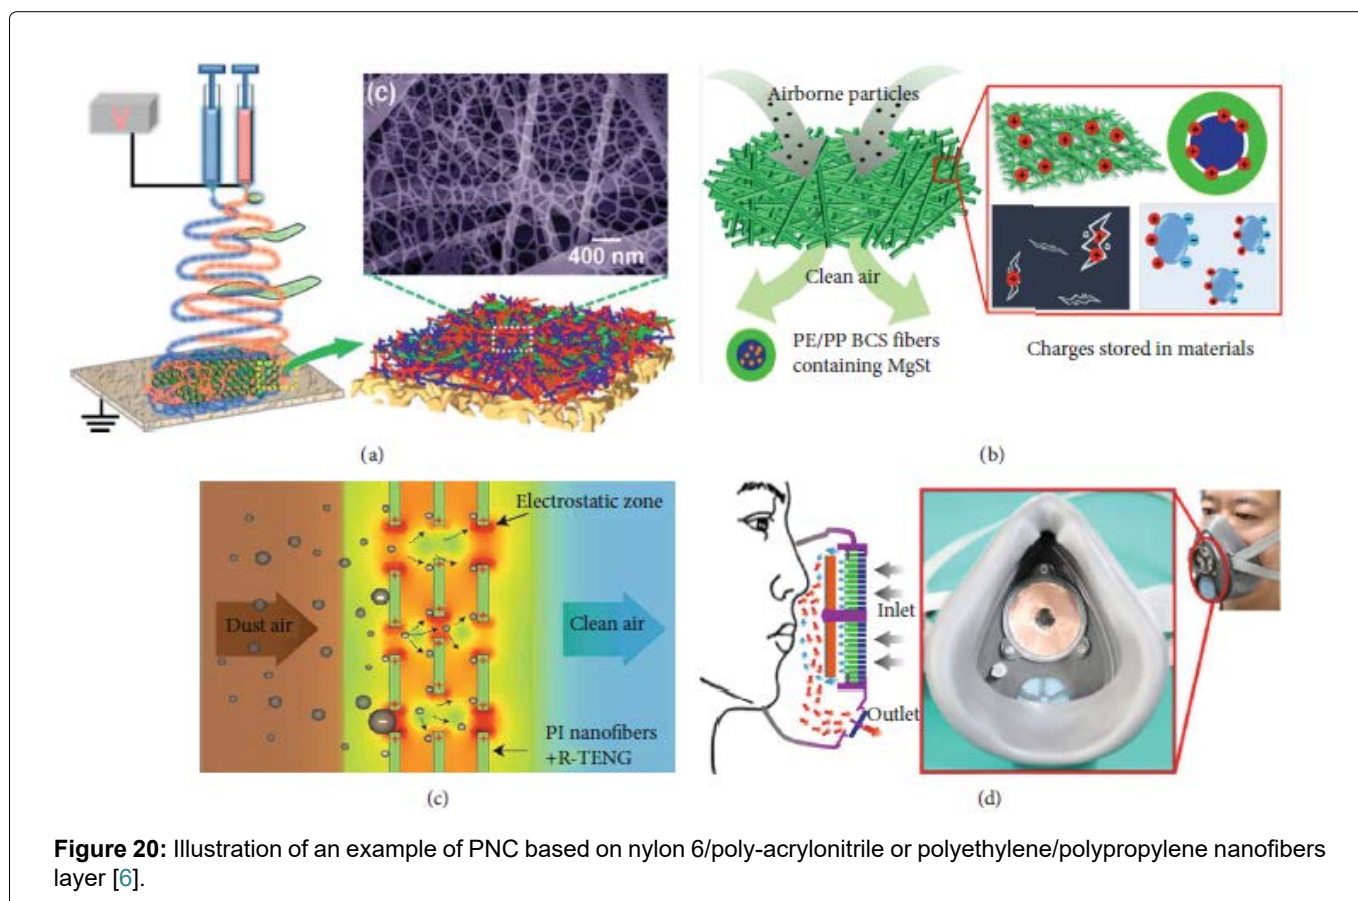 V
(c)
400 nm
(a)
Airborne particles
Clean air
PE/PP BCS fibers
containing MgSt
Charges stored in materials
(b)
Electrostatic zone
Dust air
Clean air
PI nanofibers
+R-TENG
(c)
Inlet
Outlet
(d)
Figure 20: Illustration of an example of PNC based on nylon 6/poly-acrylonitrile or polyethylene/polypropylene nanofibers
layer [6].